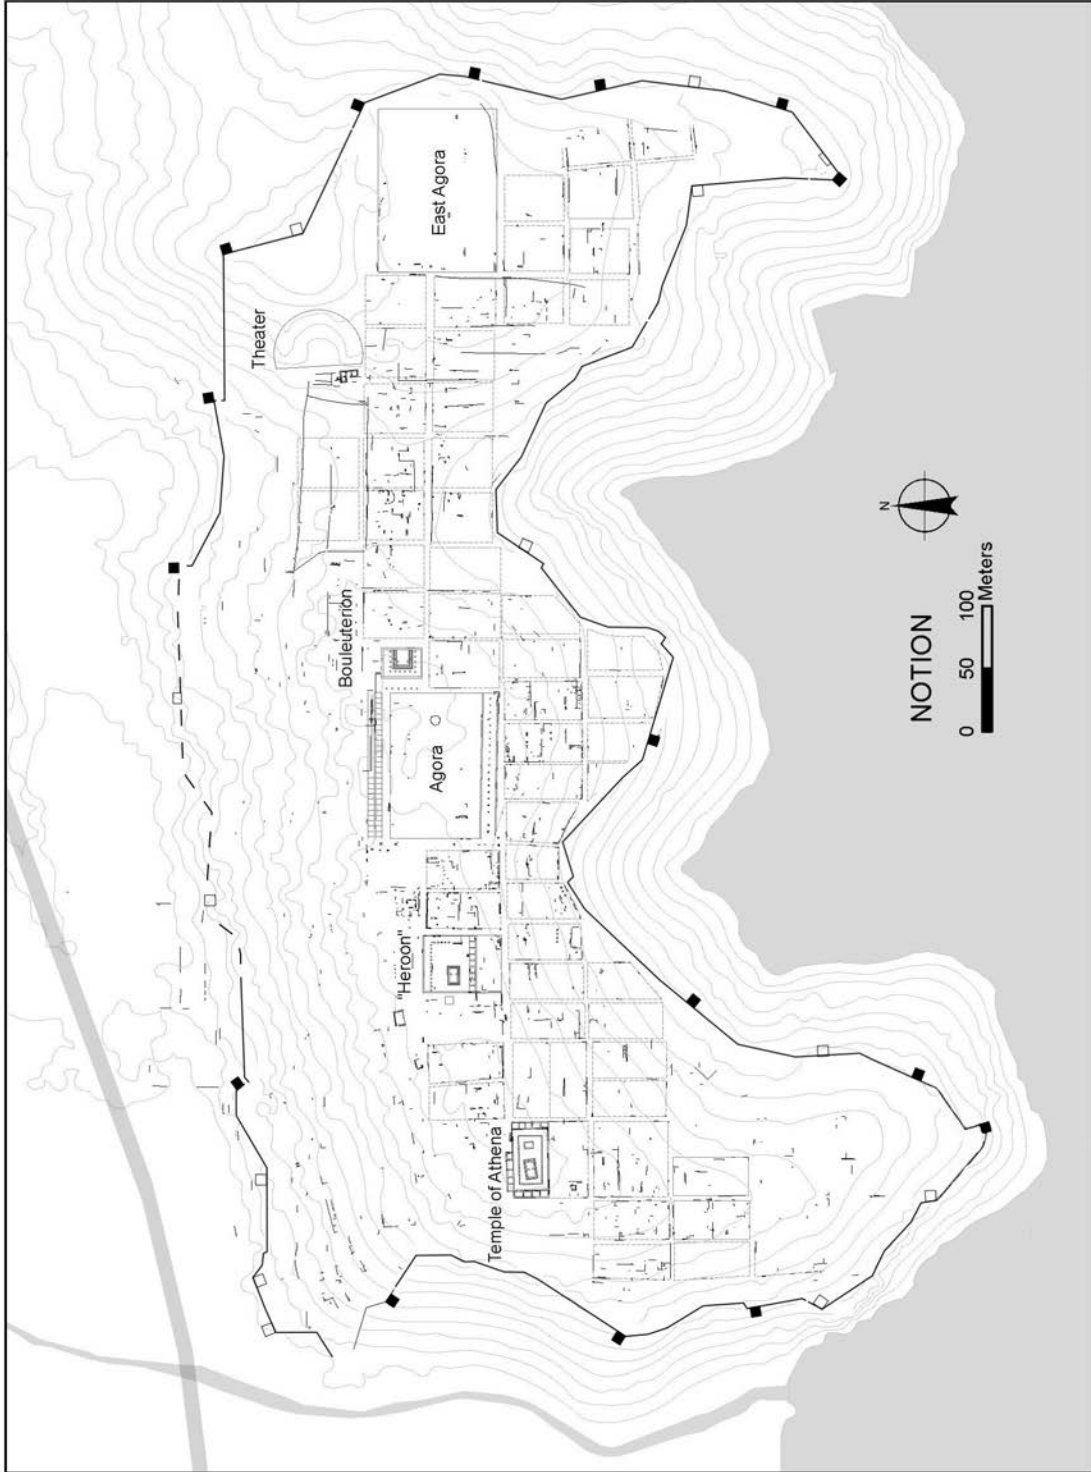 East Agora
Theater
Bouleuterion
Agora
"Heroon"
Temple of Athena
N
NOTION
0 50 100
Meters